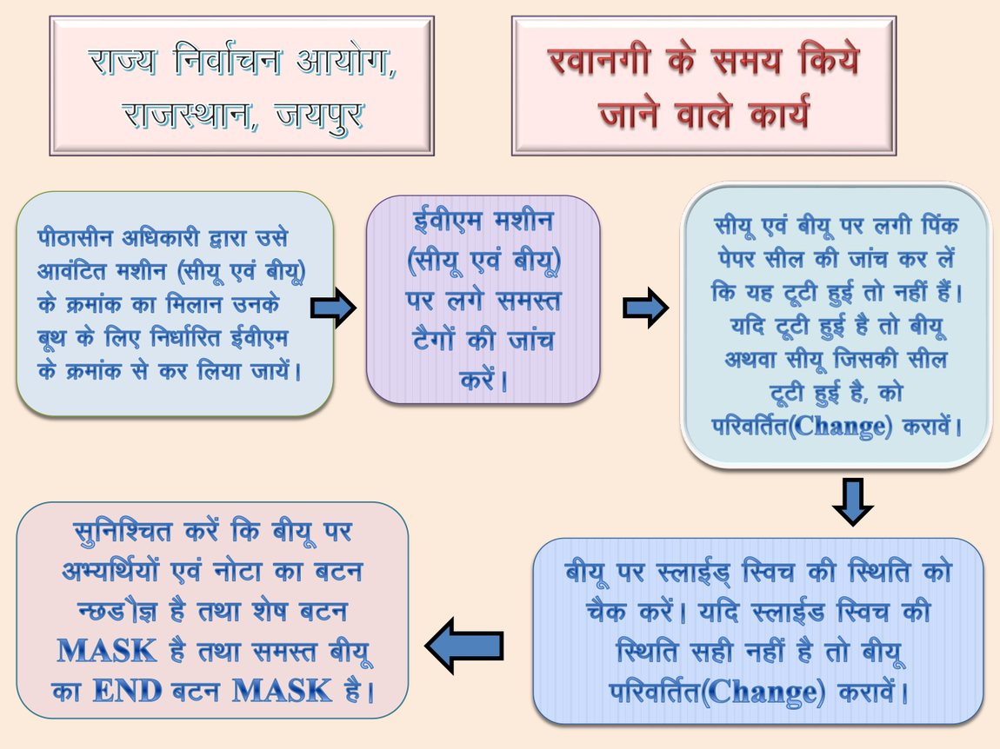 राज्य निर्वाचन आयोग,
राजस्थान, जयपुर
रवानगी के समय किये
जाने वाले कार्य
पीठासीन अधिकारी द्वारा उसे
आवंटित मशीन (सीयू एवं बीयू)
के क्रमांक का मिलान उनके
बूथ के लिए निर्धारित ईवीएम
के क्रमांक से कर लिया जायें।
ईवीएम मशीन
(सीयू एवं बीयू)
पर लगे समस्त
टैगों की जांच
करें।
सीयू एवं बीयू पर लगी पिंक
पेपर सील की जांच कर लें
कि यह टूटी हुई तो नहीं हैं।
यदि टूटी हुई है तो बीयू
अथवा सीयू जिसकी सील
टूटी हुई है, को
परिवर्तित(Change) करावें।
बीयू पर स्लाईड् स्विच की स्थिति को
चैक करें। यदि स्लाईड स्विच की
स्थिति सही नहीं है तो बीयू
परिवर्तित(Change) करावें।
सुनिश्चित करें कि बीयू पर
अभ्यर्थियों एवं नोटा का बटन
न्छडॅाज्ञ है तथा शेष बटन
MASK है तथा समस्त बीयू
का END बटन MASK है।